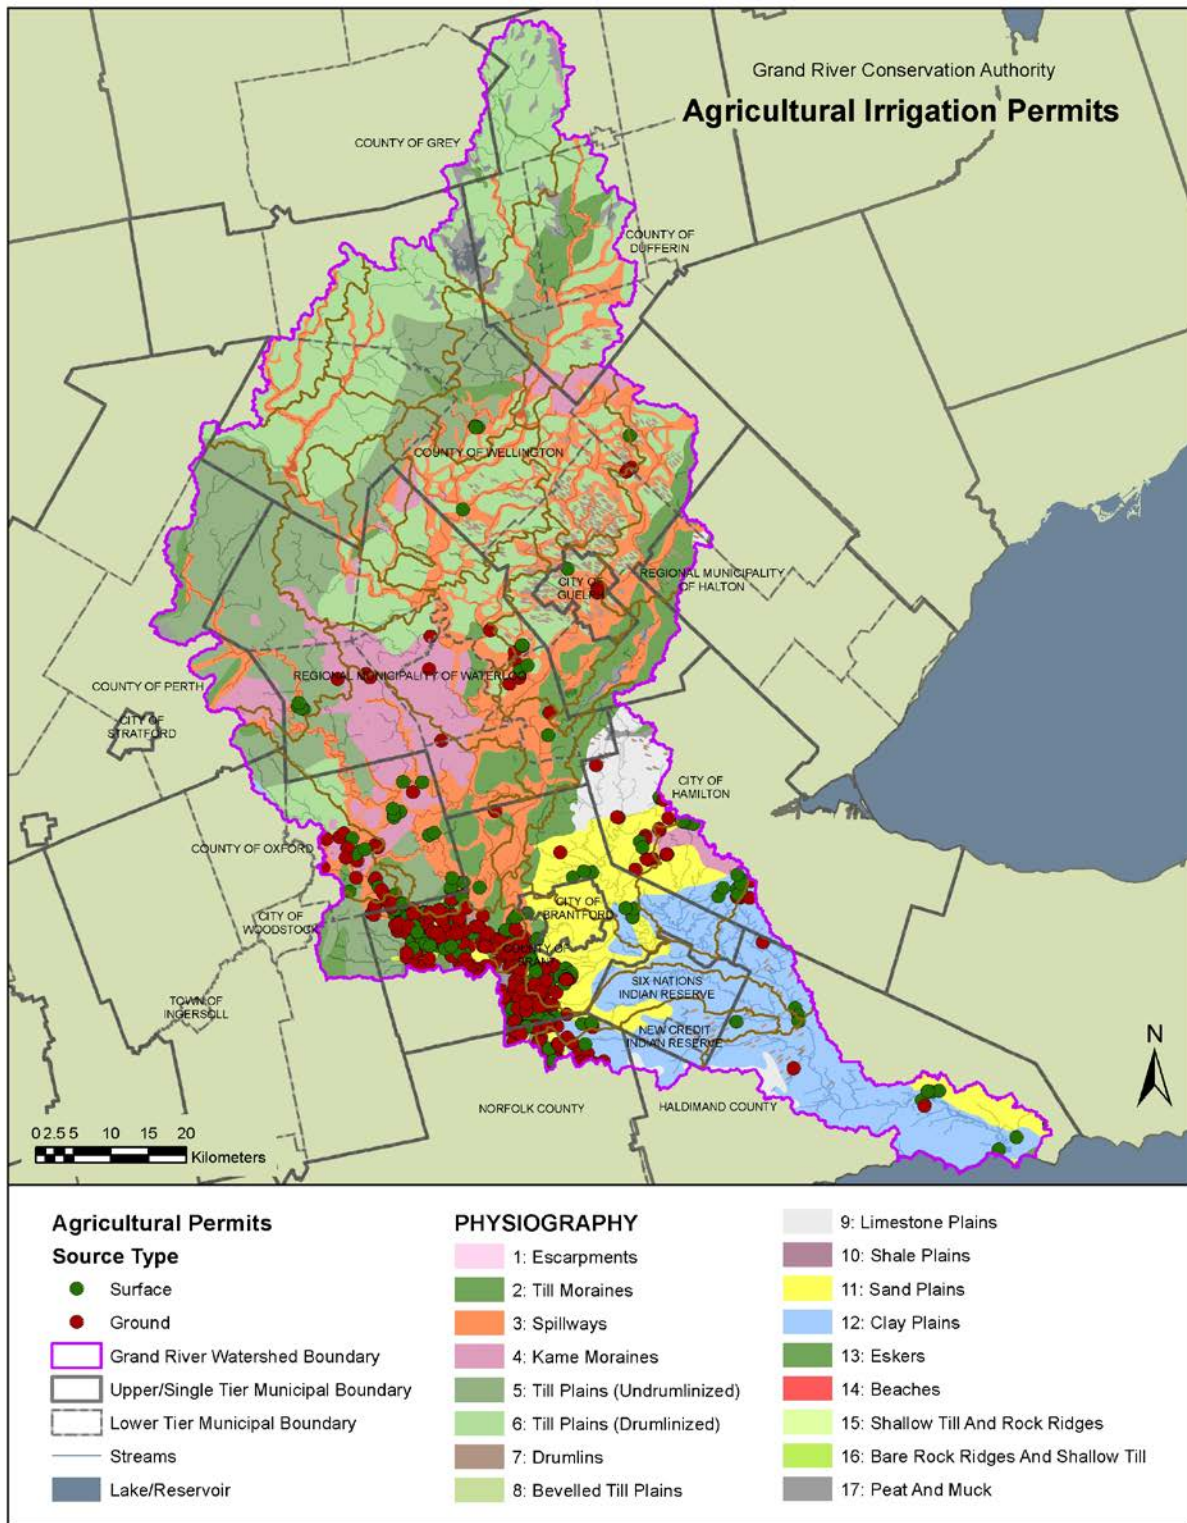 Grand River Conservation Authority
Agricultural Irrigation Permits
COUNTY OF GREY
COUNTY OF
DUFFERIN
COUNTY OF WELLINGTON
CITY OF
GUELPH
REGIONAL MUNICIPALITY
OF HALTON
REGIONAL MUNICIPALITY OF WATERLOO
COUNTY OF PERTH
CITY OF
STRATFORD
CITY OF
HAMILTON
COUNTY OF OXFORD
CITY OF
WOODSTOCK
CITY OF
BRANTFORD
COUNTY OF
BRANT
SIX NATIONS
INDIAN RESERVE
TOWN OF
INGERSOLL
NEW CREDIT
INDIAN RESERVE
N
NORFOLK COUNTY
HALDIMAND COUNTY
0 2.5 5 10 15 20
Kilometers
Agricultural Permits
Source Type
Surface
Ground
Grand River Watershed Boundary
Upper/Single Tier Municipal Boundary
Lower Tier Municipal Boundary
Streams
Lake/Reservoir
PHYSIOGRAPHY
1: Escarpments
2: Till Moraines
3: Spillways
4: Kame Moraines
5: Till Plains (Undrumlinized)
6: Till Plains (Drumlinized)
7: Drumlins
8: Bevelled Till Plains
9: Limestone Plains
10: Shale Plains
11: Sand Plains
12: Clay Plains
13: Eskers
14: Beaches
15: Shallow Till And Rock Ridges
16: Bare Rock Ridges And Shallow Till
17: Peat And Muck